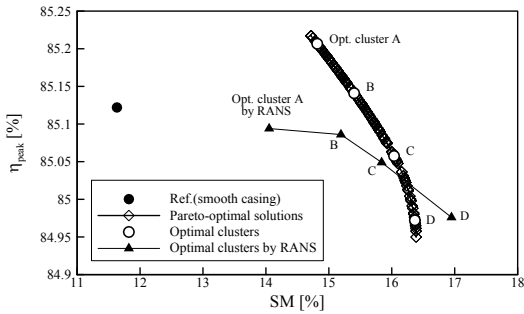 85.25
85.2
85.15
85.1
85.05
85
84.95
84.9
η peak [%]
Opt. cluster A
B
Opt. cluster A
by RANS
B
C
C
D
D
Ref.(smooth casing)
Pareto-optimal solutions
Optimal clusters
Optimal clusters by RANS
11 12 13 14 15 16 17 18
SM [%]